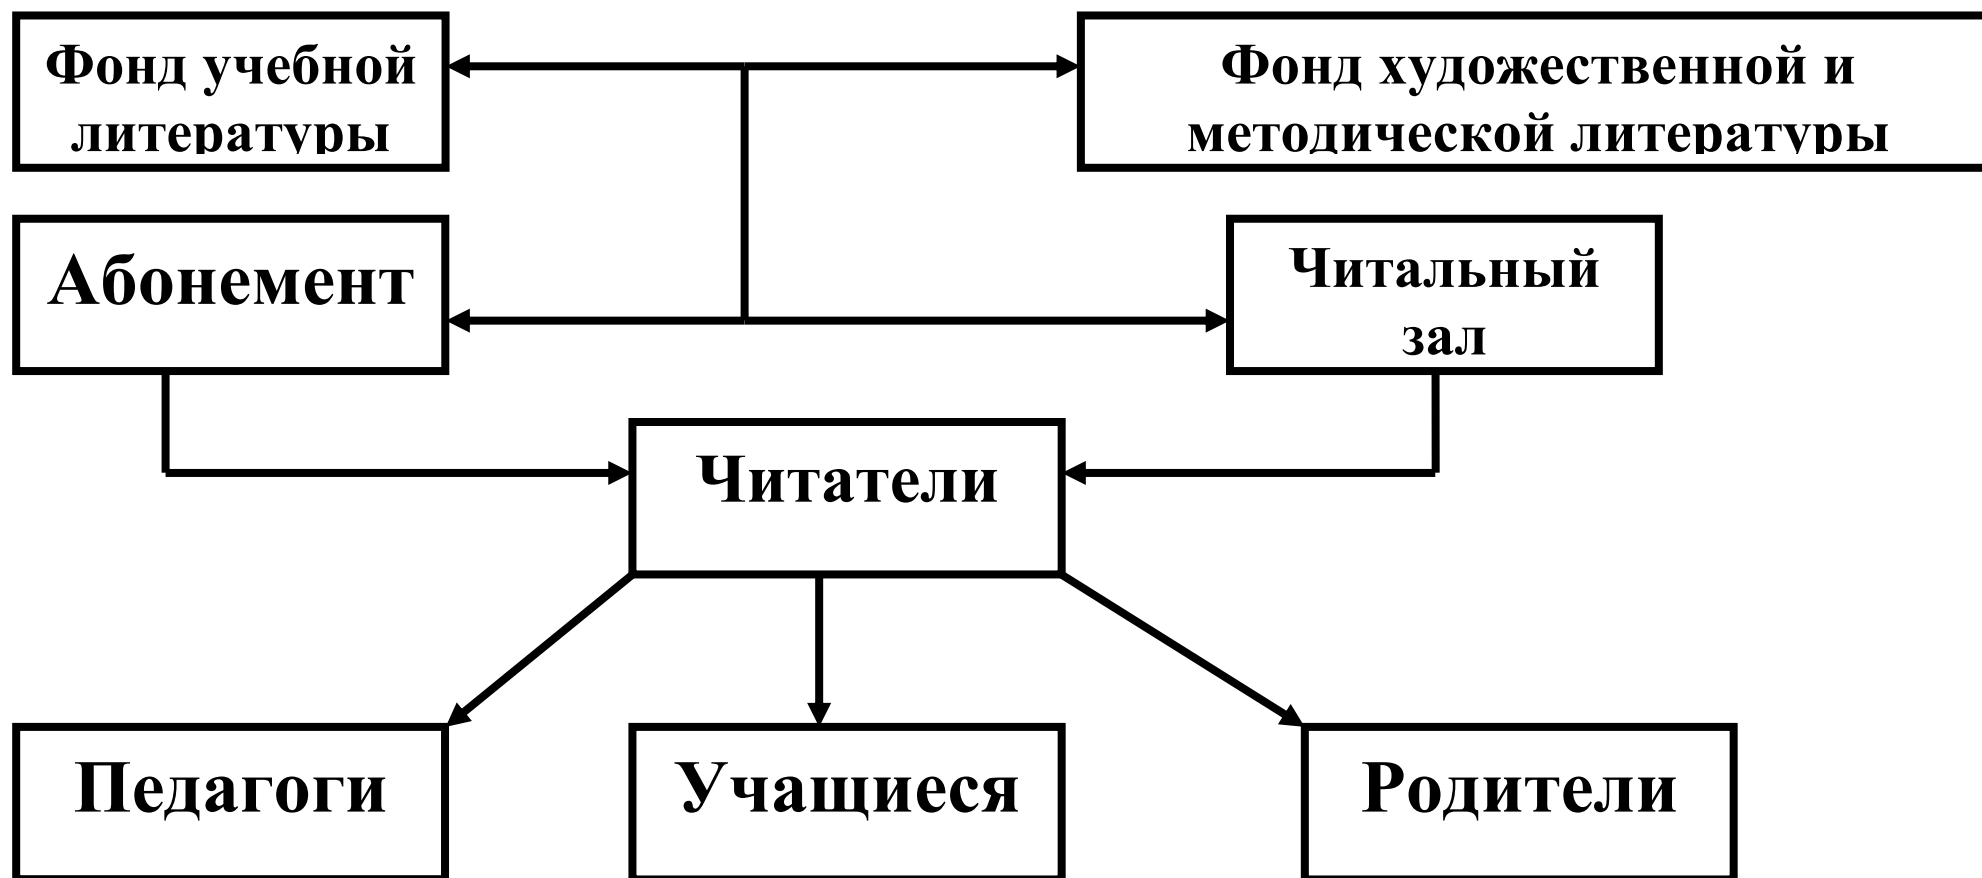 Фонд учебной
литературы
Фонд художественной и
методической литературы
Абонемент
Читальный
зал
Читатели
Педагоги
Учащиеся
Родители